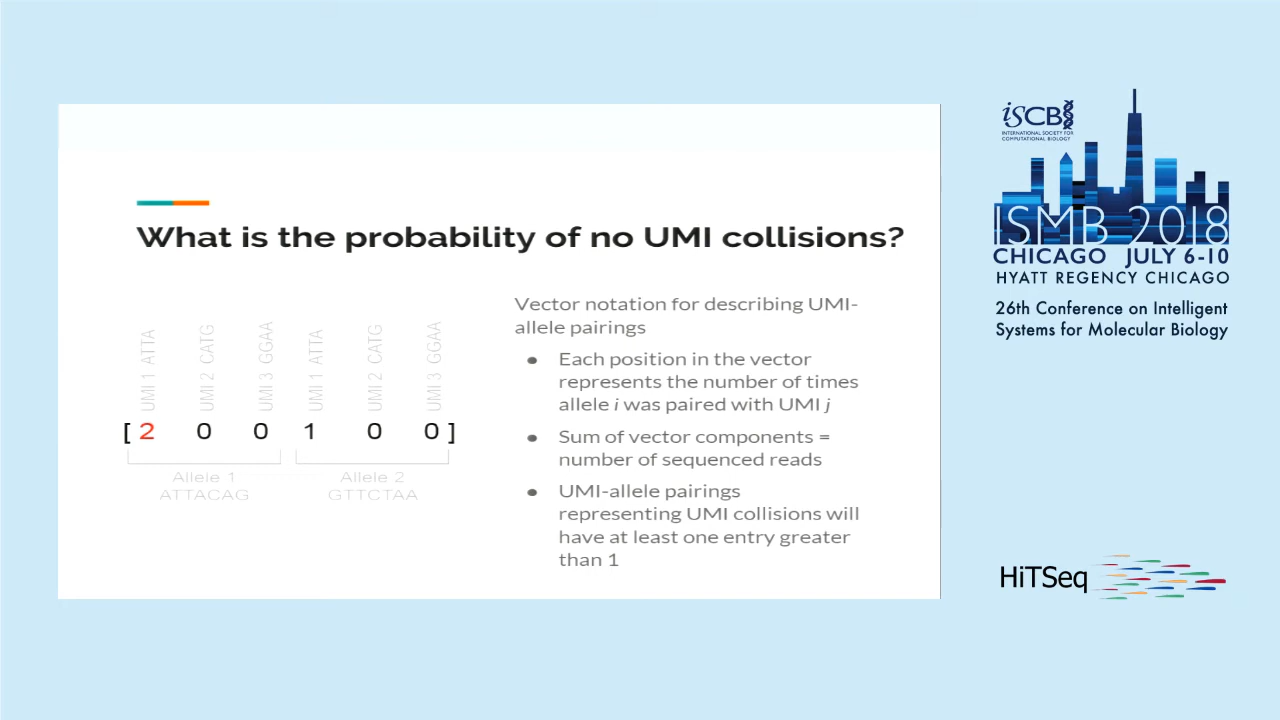 What is the probability of no UMI collisions?
UMI 1 ATTA
UMI 2 CATG
UMI 3 GGAA
UMI 1 ATTA
UMI 2 CATG
UMI 3 GGAA
[ 2 0 0 1 0 0 ]
Allele 1
ATTACAG
Allele 2
GTTCTAA
Vector notation for describing UMI-
allele pairings
● Each position in the vector
represents the number of times
allele i was paired with UMI j
● Sum of vector components =
number of sequenced reads
● UMI-allele pairings
representing UMI collisions will
have at least one entry greater
than 1
ISCB
INTERNATIONAL SOCIETY FOR
COMPUTATIONAL BIOLOGY
ISMB 2018
CHICAGO JULY 6-10
HYATT REGENCY CHICAGO
26th Conference on Intelligent
Systems for Molecular Biology
HiTSeq